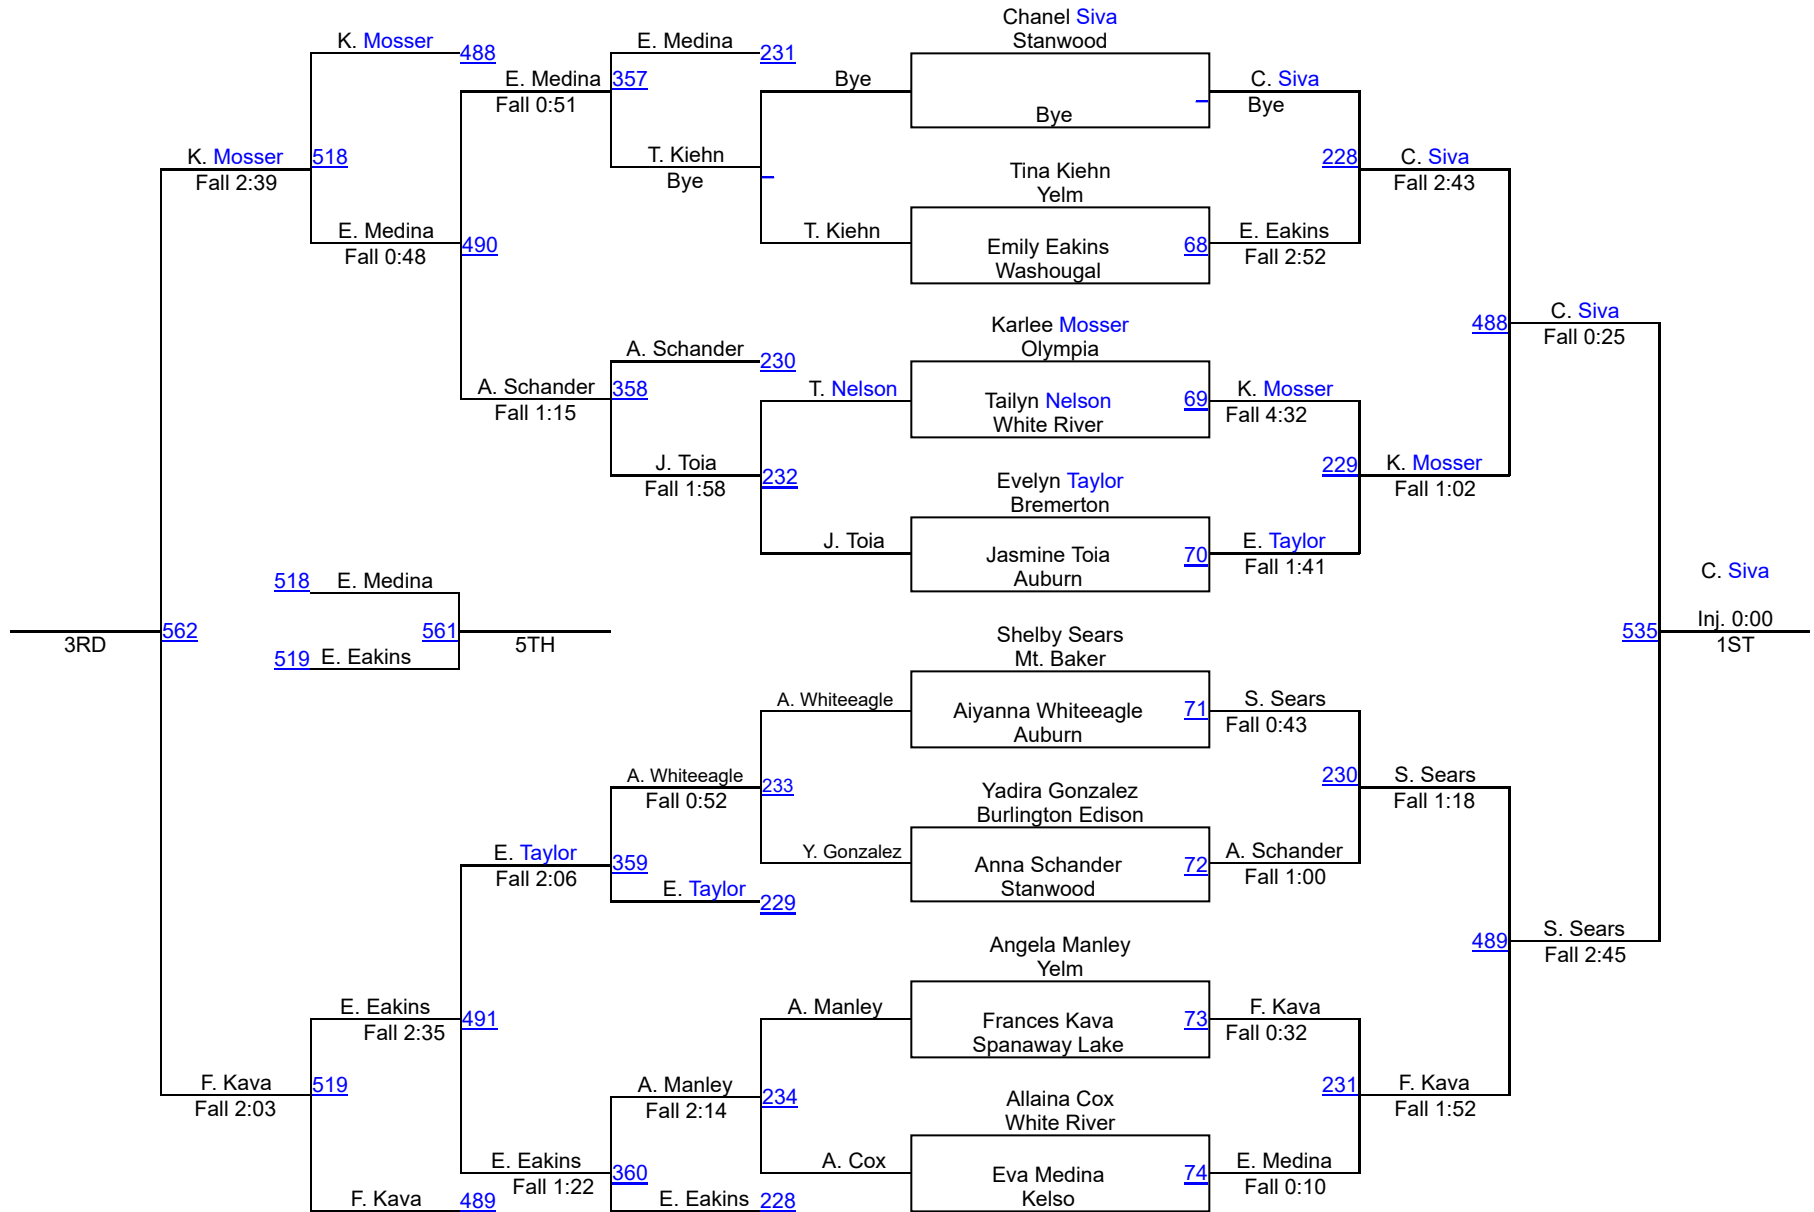 Chanel Siva
Stanwood
K. Mosser
488
E. Medina
231
E. Medina
357
Fall 0:51
Bye
Bye
C. Siva
Bye
K. Mosser
518
Fall 2:39
T. Kiehn
Bye
Tina Kiehn
Yelm
228
C. Siva
Fall 2:43
E. Medina
Fall 0:48
490
T. Kiehn
Emily Eakins
Washougal
68
E. Eakins
Fall 2:52
Karlee Mosser
Olympia
488
C. Siva
Fall 0:25
A. Schander
230
A. Schander
358
Fall 1:15
T. Nelson
Tailyn Nelson
White River
69
K. Mosser
Fall 4:32
J. Toia
Fall 1:58
232
Evelyn Taylor
Bremerton
229
K. Mosser
Fall 1:02
J. Toia
Jasmine Toia
Auburn
70
E. Taylor
Fall 1:41
518
E. Medina
C. Siva
3RD
562
561
5TH
535
Inj. 0:00
1ST
519
E. Eakins
Shelby Sears
Mt. Baker
A. Whiteeagle
Aiyanna Whiteeagle
Auburn
71
S. Sears
Fall 0:43
A. Whiteeagle
Fall 0:52
233
Yadira Gonzalez
Burlington Edison
230
S. Sears
Fall 1:18
E. Taylor
Fall 2:06
359
E. Taylor
229
Y. Gonzalez
Anna Schander
Stanwood
72
A. Schander
Fall 1:00
Angela Manley
Yelm
489
S. Sears
Fall 2:45
E. Eakins
Fall 2:35
491
A. Manley
Frances Kava
Spanaway Lake
73
F. Kava
Fall 0:32
F. Kava
Fall 2:03
519
A. Manley
Fall 2:14
234
Allaina Cox
White River
231
F. Kava
Fall 1:52
E. Eakins
Fall 1:22
360
A. Cox
Eva Medina
Kelso
74
E. Medina
Fall 0:10
F. Kava
489
E. Eakins
228